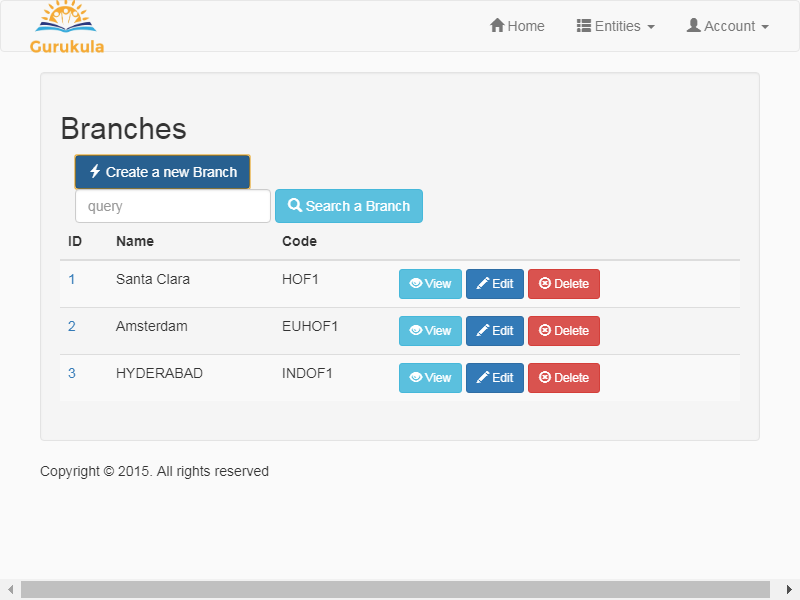 Gurukula
Home Entities Account
Branches
Create a new Branch
query Search a Branch
ID Name Code
1 Santa Clara HOF1 View Edit Delete
2 Amsterdam EUHOF1 View Edit Delete
3 HYDERABAD INDOF1 View Edit Delete
Copyright © 2015. All rights reserved